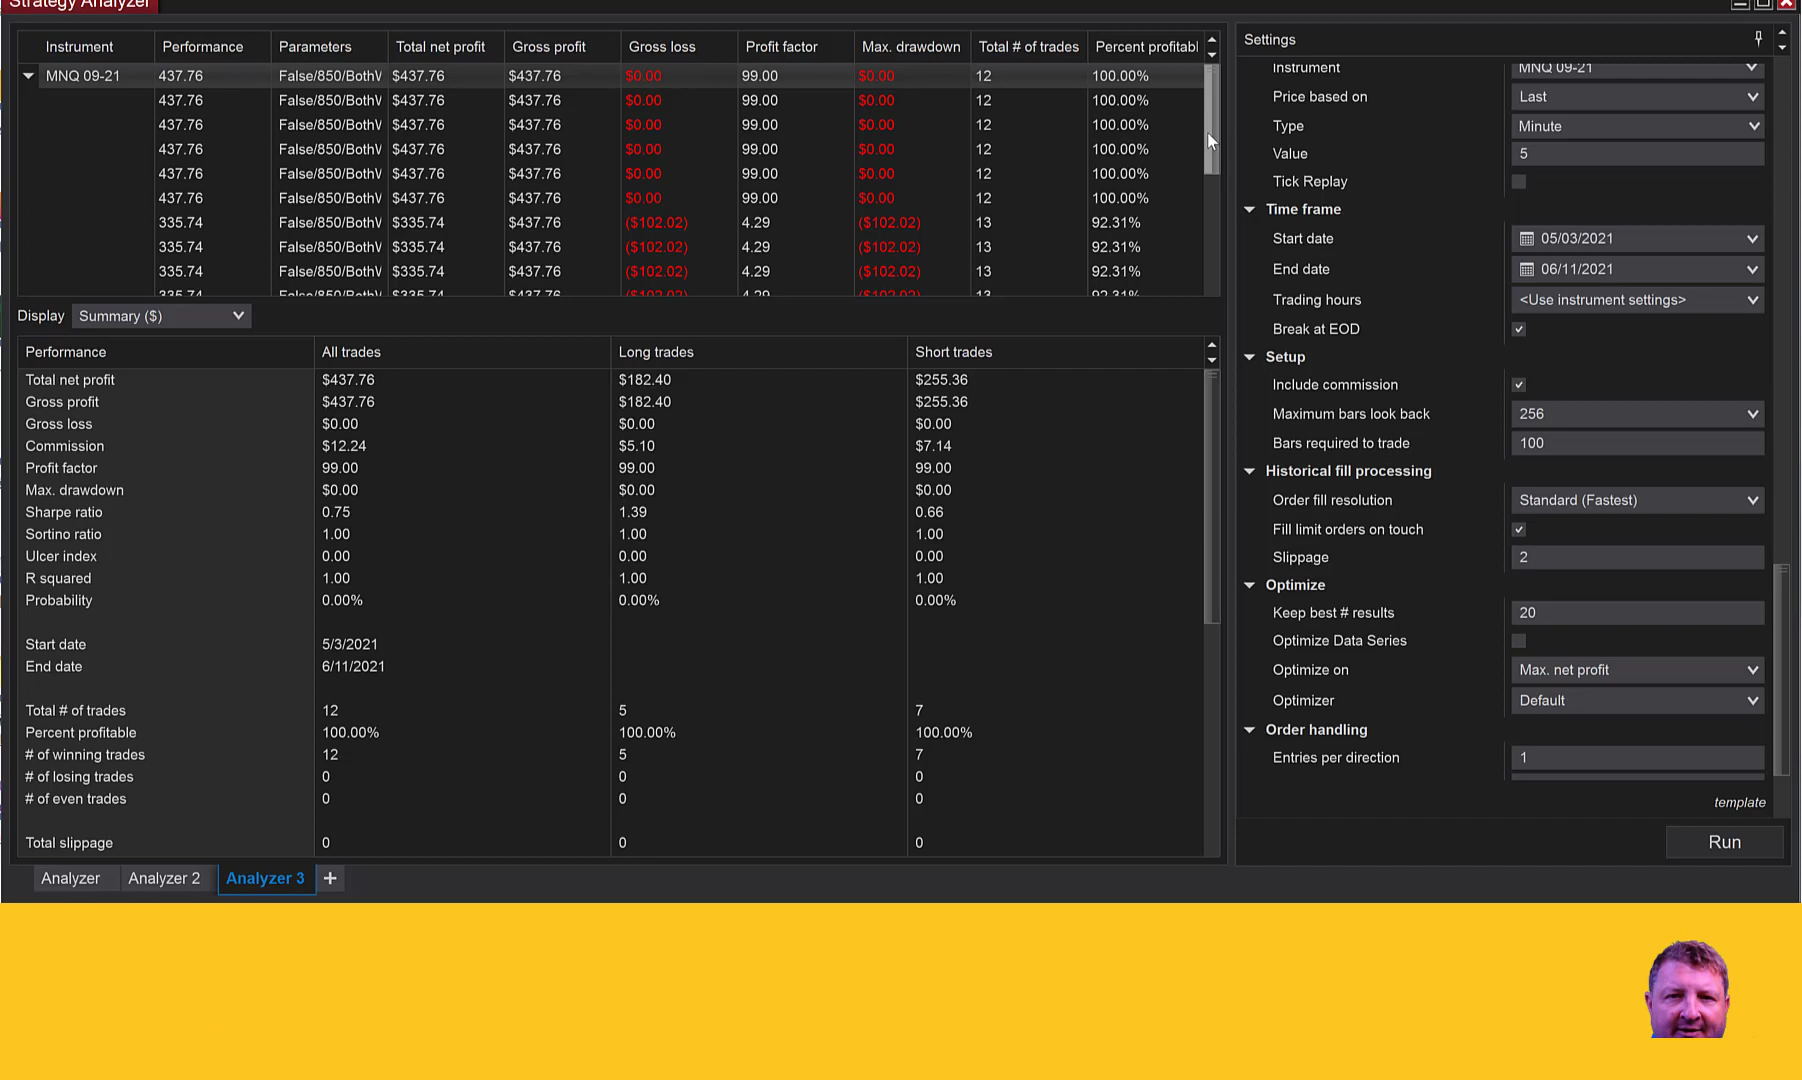 Strategy Analyzer
Instrument Performance Parameters Total net profit Gross profit Gross loss Profit factor Max. drawdown Total # of trades Percent profitabl
MNQ 09-21 437.76 False/850/BothV $437.76 $437.76 $0.00 99.00 $0.00 12 100.00%
437.76 False/850/BothV $437.76 $437.76 $0.00 99.00 $0.00 12 100.00%
437.76 False/850/BothV $437.76 $437.76 $0.00 99.00 $0.00 12 100.00%
437.76 False/850/BothV $437.76 $437.76 $0.00 99.00 $0.00 12 100.00%
437.76 False/850/BothV $437.76 $437.76 $0.00 99.00 $0.00 12 100.00%
437.76 False/850/BothV $437.76 $437.76 $0.00 99.00 $0.00 12 100.00%
335.74 False/850/BothV $335.74 $437.76 ($102.02) 4.29 ($102.02) 13 92.31%
335.74 False/850/BothV $335.74 $437.76 ($102.02) 4.29 ($102.02) 13 92.31%
335.74 False/850/BothV $335.74 $437.76 ($102.02) 4.29 ($102.02) 13 92.31%
335.74 False/850/BothV $335.74 $437.76 ($102.02) 4.29 ($102.02) 13 92.31%
Display Summary ($)
Performance All trades Long trades Short trades
Total net profit $437.76 $182.40 $255.36
Gross profit $437.76 $182.40 $255.36
Gross loss $0.00 $0.00 $0.00
Commission $12.24 $5.10 $7.14
Profit factor 99.00 99.00 99.00
Max. drawdown $0.00 $0.00 $0.00
Sharpe ratio 0.75 1.39 0.66
Sortino ratio 1.00 1.00 1.00
Ulcer index 0.00 0.00 0.00
R squared 1.00 1.00 1.00
Probability 0.00% 0.00% 0.00%
Start date 5/3/2021
End date 6/11/2021
Total # of trades 12 5 7
Percent profitable 100.00% 100.00% 100.00%
# of winning trades 12 5 7
# of losing trades 0 0 0
# of even trades 0 0 0
Total slippage 0 0 0
Analyzer Analyzer 2 Analyzer 3 +
Settings
Instrument MNQ 09-21
Price based on Last
Type Minute
Value 5
Tick Replay
Time frame
Start date 05/03/2021
End date 06/11/2021
Trading hours <Use instrument settings>
Break at EOD
Setup
Include commission
Maximum bars look back 256
Bars required to trade 100
Historical fill processing
Order fill resolution Standard (Fastest)
Fill limit orders on touch
Slippage 2
Optimize
Keep best # results 20
Optimize Data Series
Optimize on Max. net profit
Optimizer Default
Order handling
Entries per direction 1
template
Run